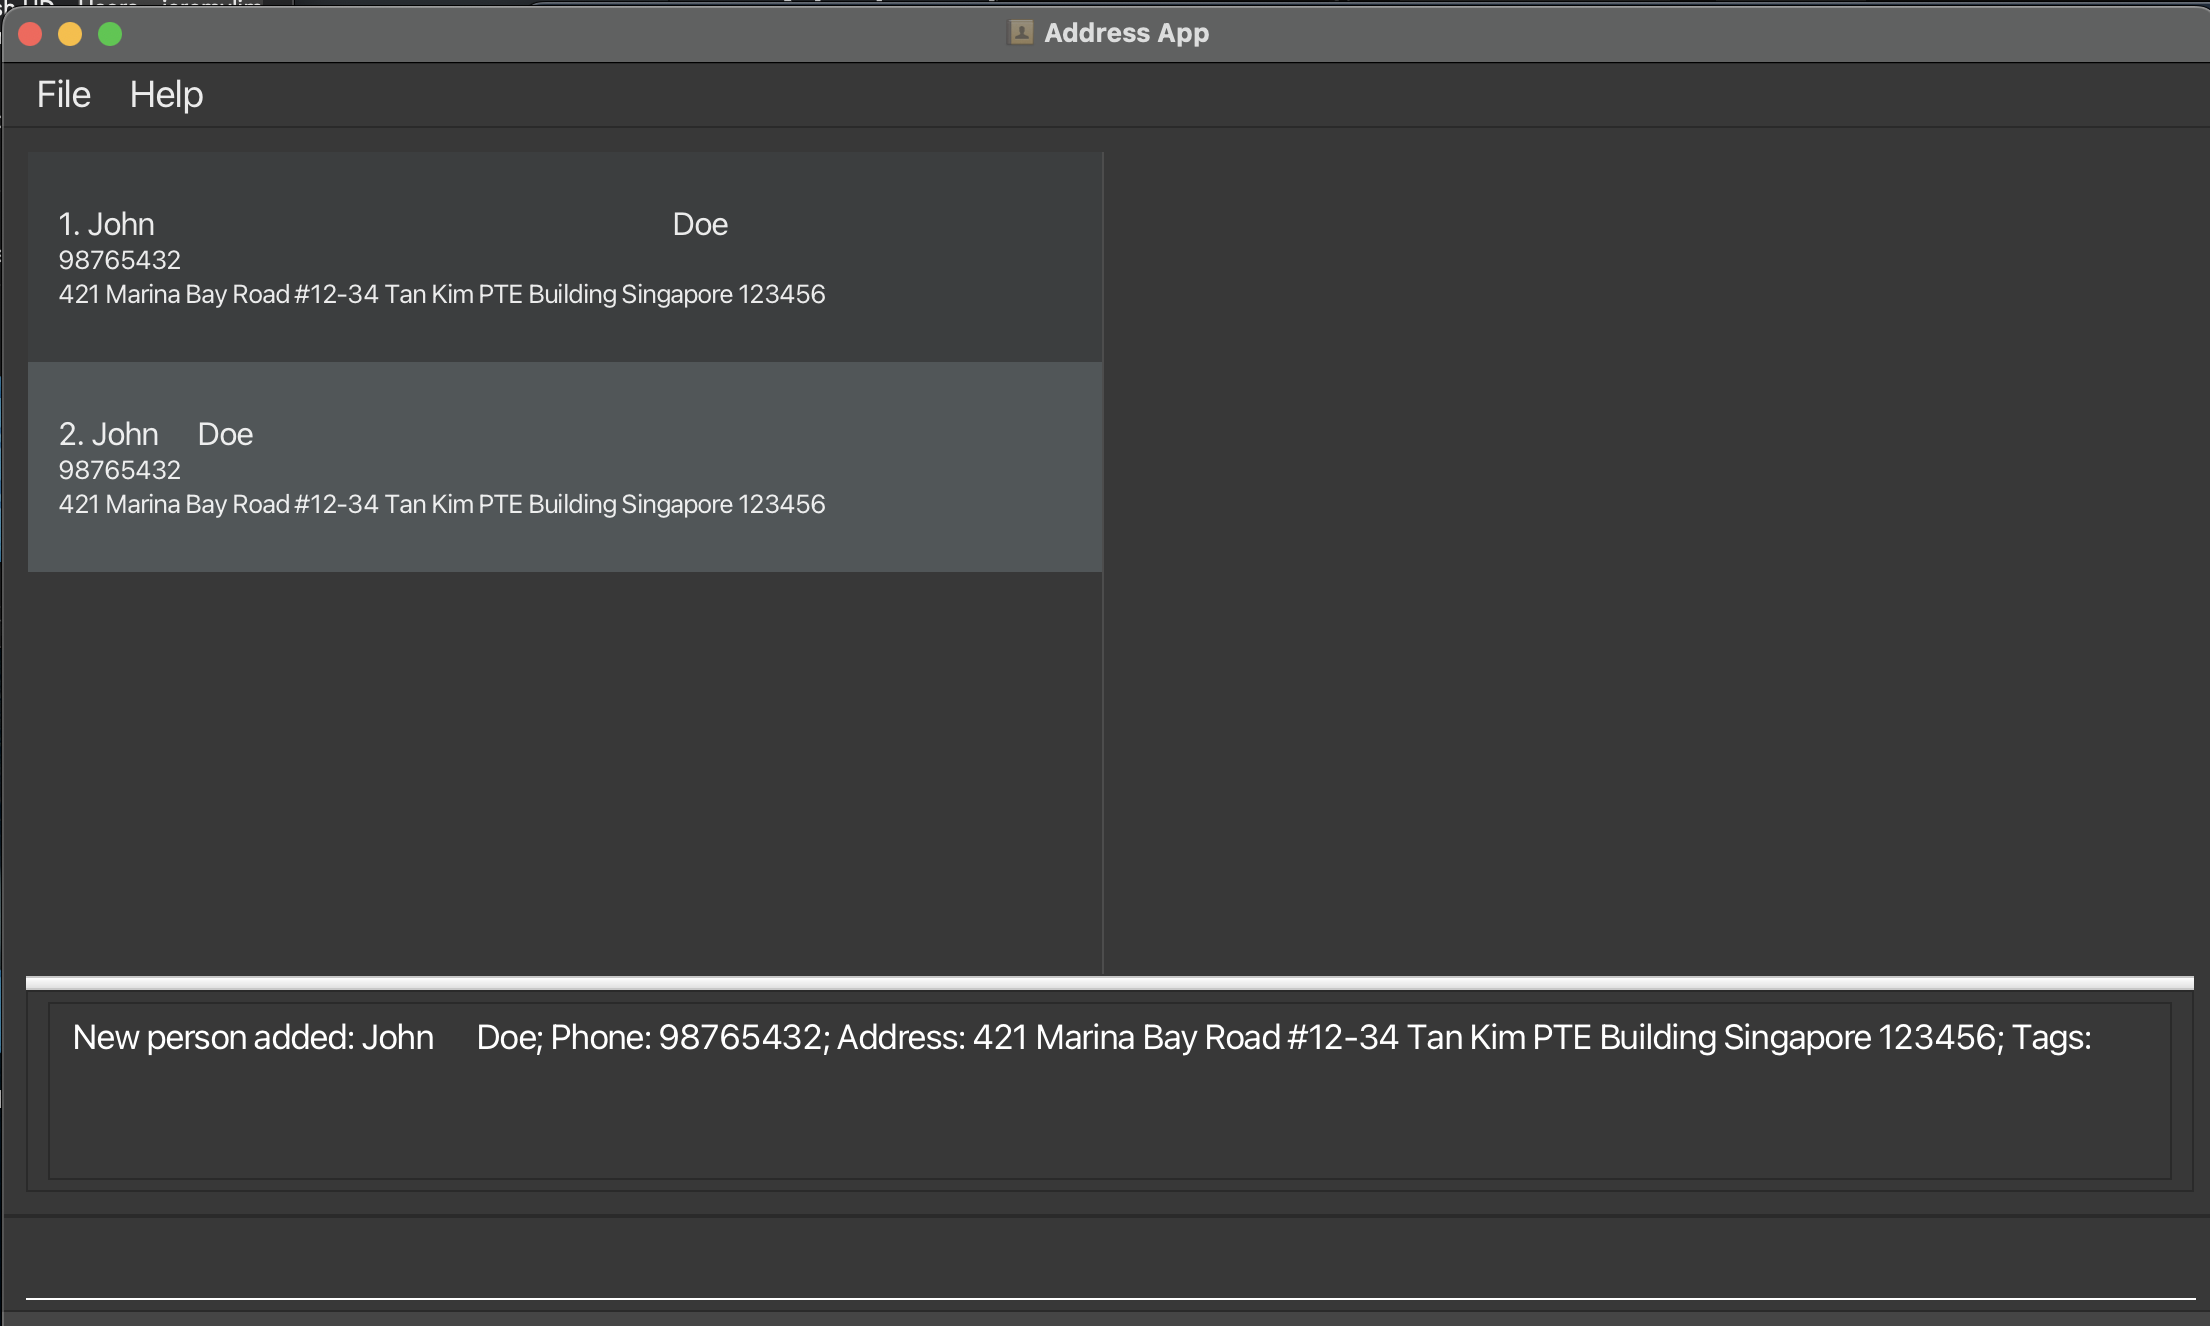 Address App
File Help
1. John Doe
98765432
421 Marina Bay Road #12-34 Tan Kim PTE Building Singapore 123456
2. John Doe
98765432
421 Marina Bay Road #12-34 Tan Kim PTE Building Singapore 123456
New person added: John Doe; Phone: 98765432; Address: 421 Marina Bay Road #12-34 Tan Kim PTE Building Singapore 123456; Tags: